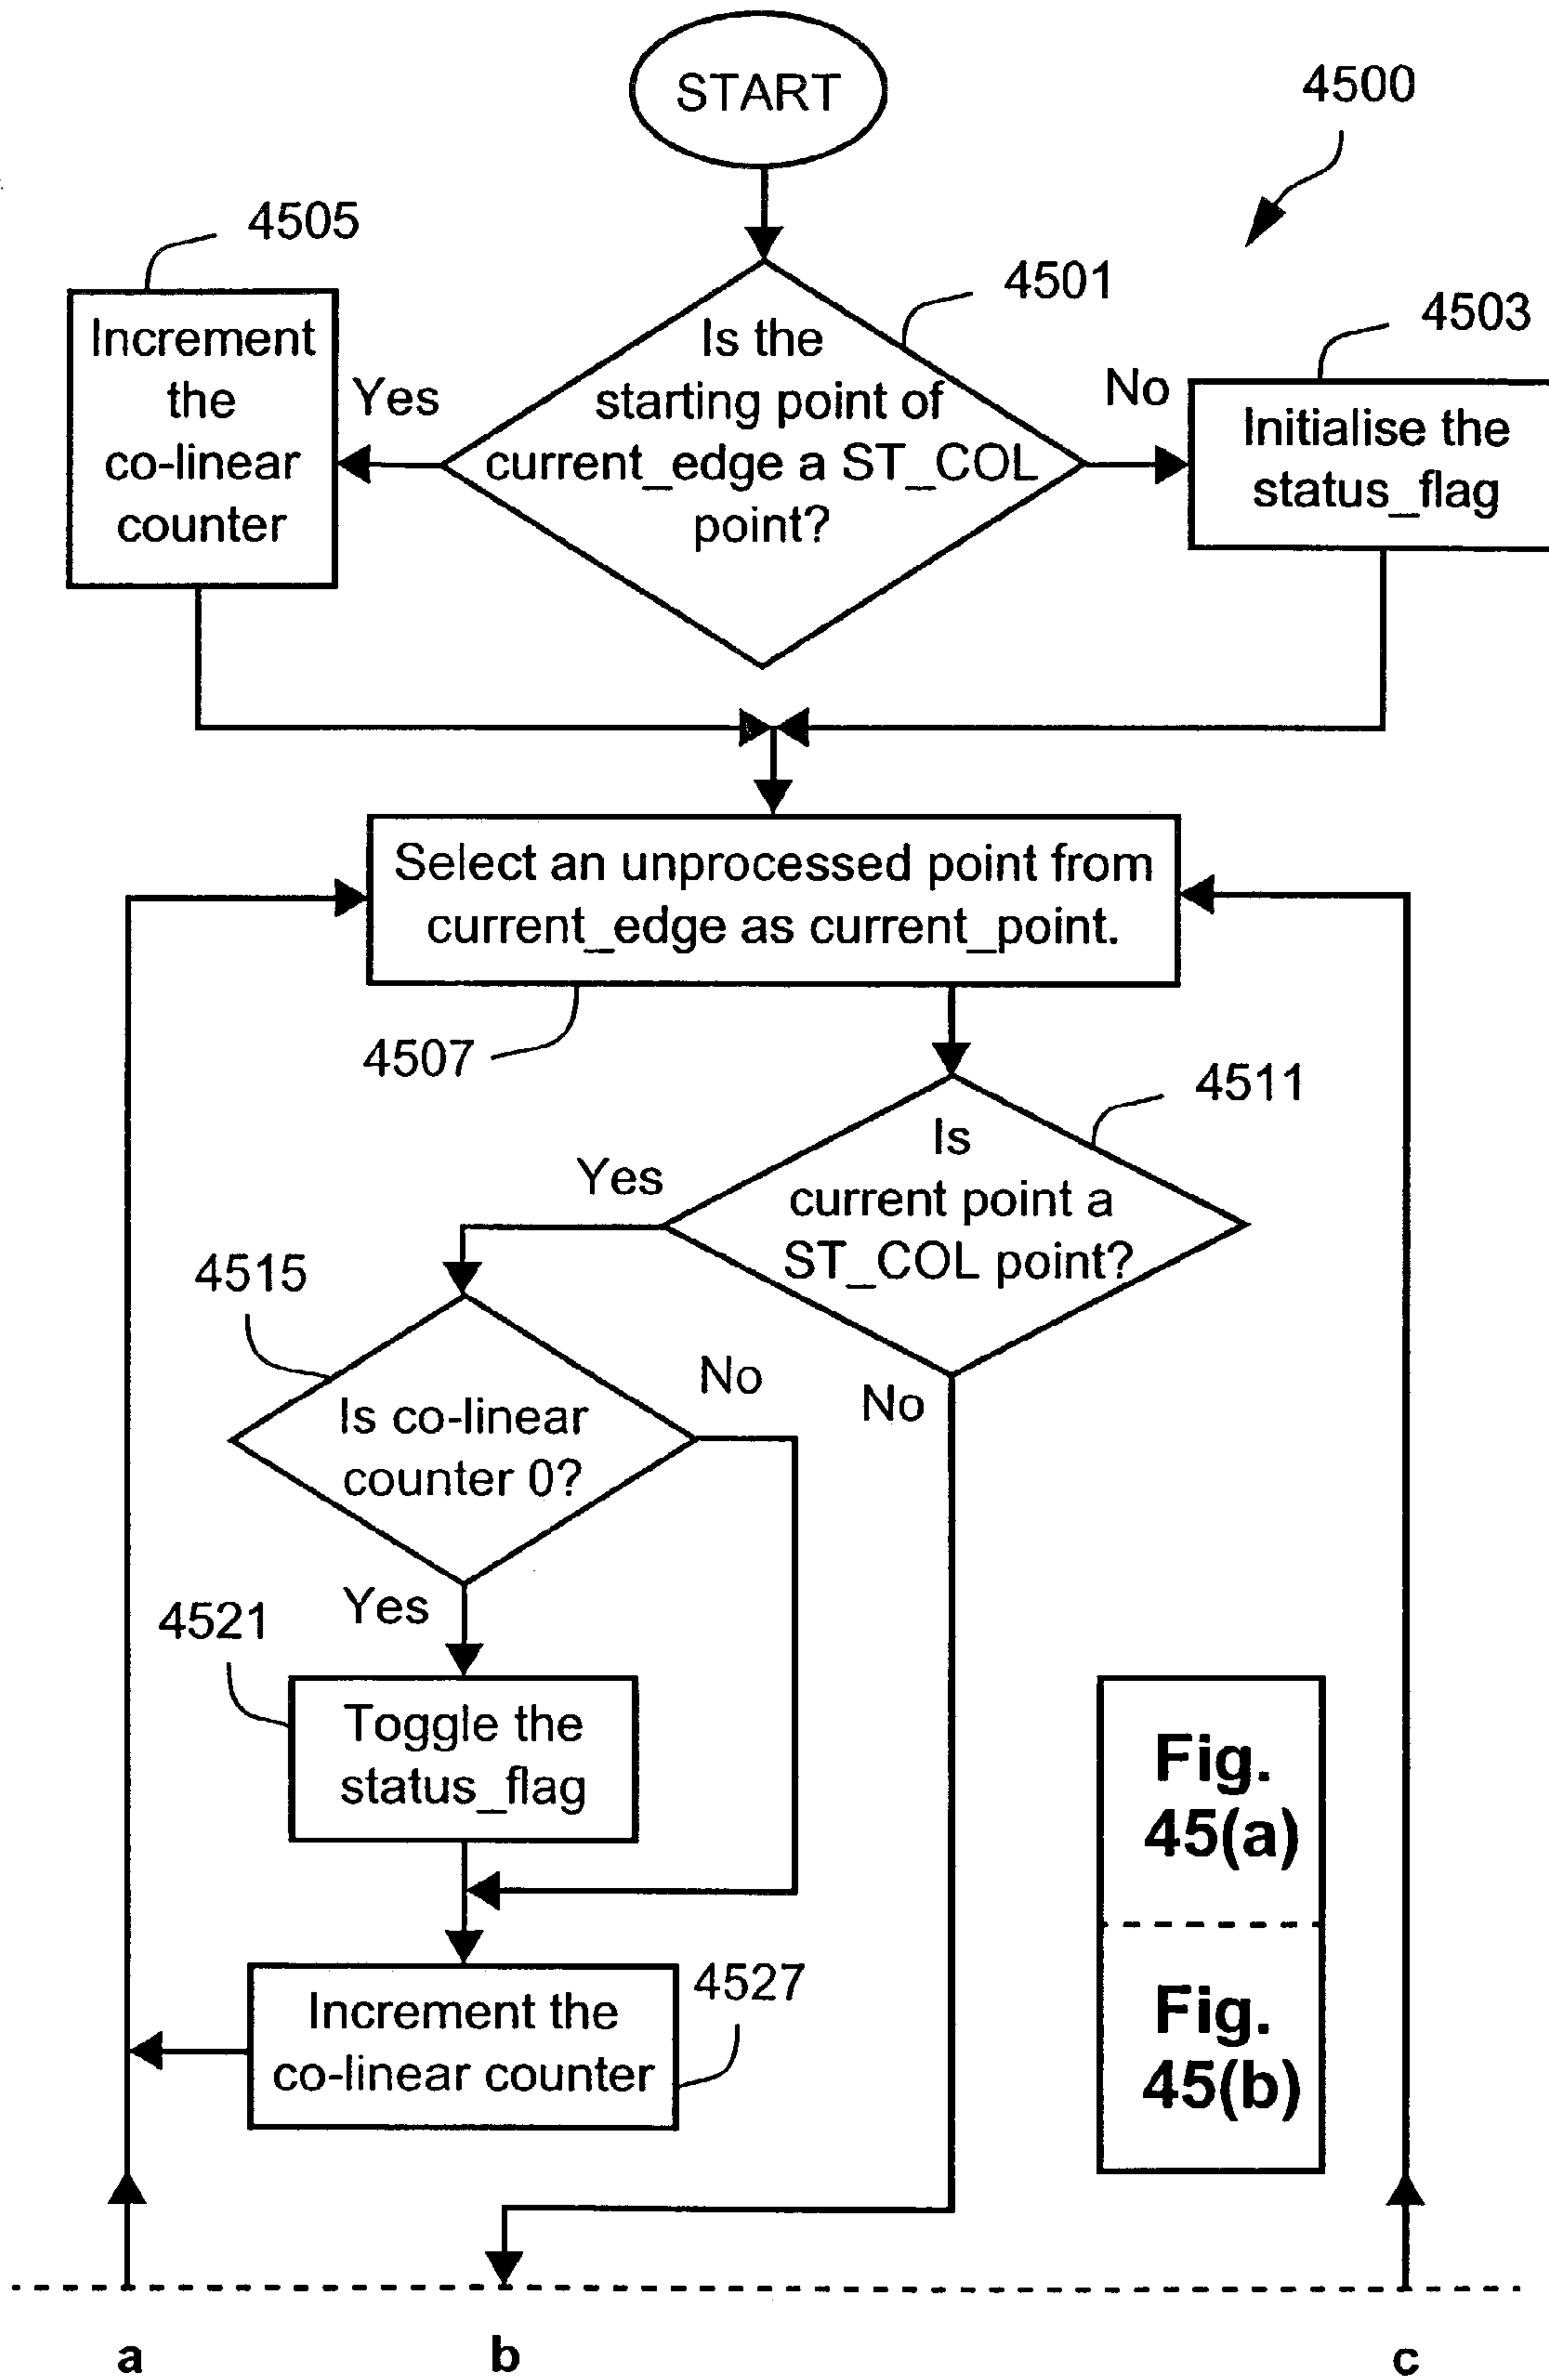 START
4500
4505
4501
4503
Increment
the
co-linear
counter
Yes
Is the
starting point of
current_edge a ST_COL
point?
No
Initialise the
status_flag
Select an unprocessed point from
current_edge as current_point.
4507
4511
Is
current point a
ST_COL point?
Yes
No
4515
Is co-linear
counter 0?
No
Yes
4521
Toggle the
status_flag
4527
Increment the
co-linear counter
Fig.
45(a)
Fig.
45(b)
a
b
c